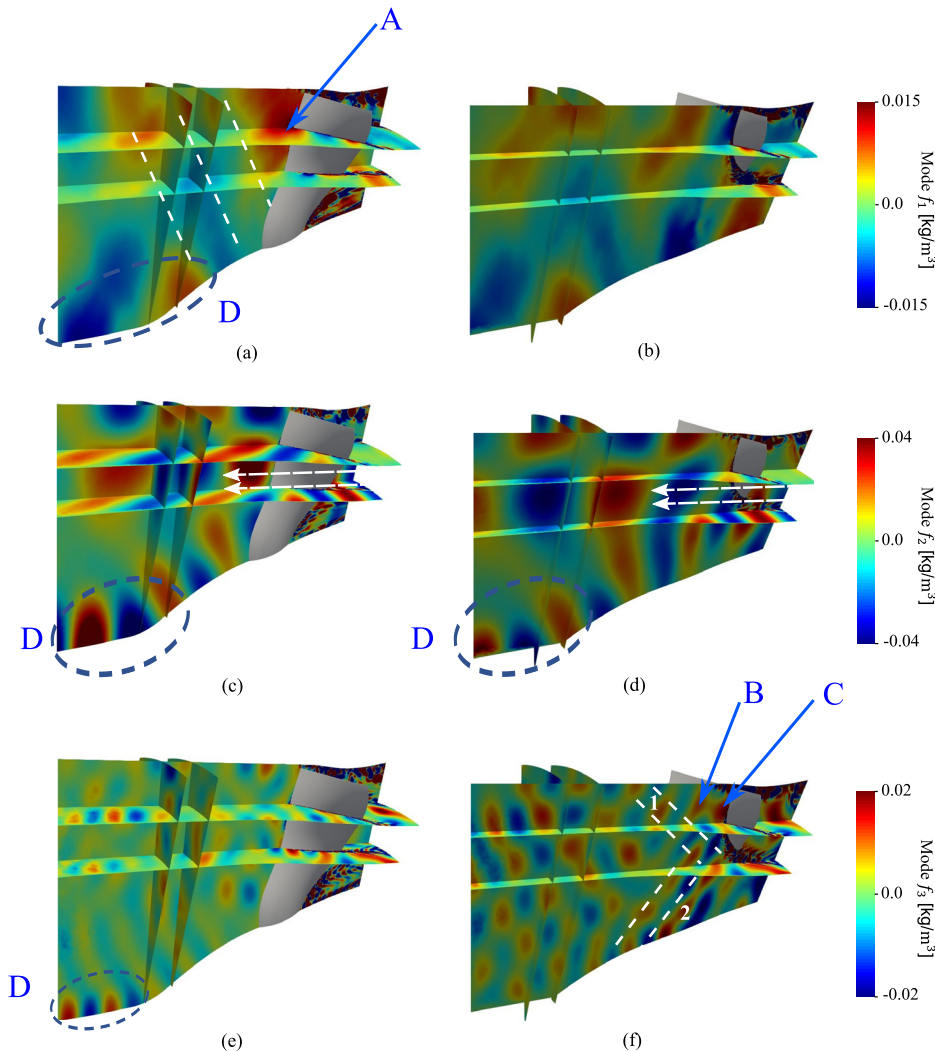 A
0.015
0.0
-0.015
Mode f₁ [kg/m³]
D
(a)
(b)
0.04
0.0
-0.04
Mode f₂ [kg/m³]
D
D
(c)
(d)
B
C
0.02
0.0
-0.02
Mode f₃ [kg/m³]
1
2
D
(e)
(f)